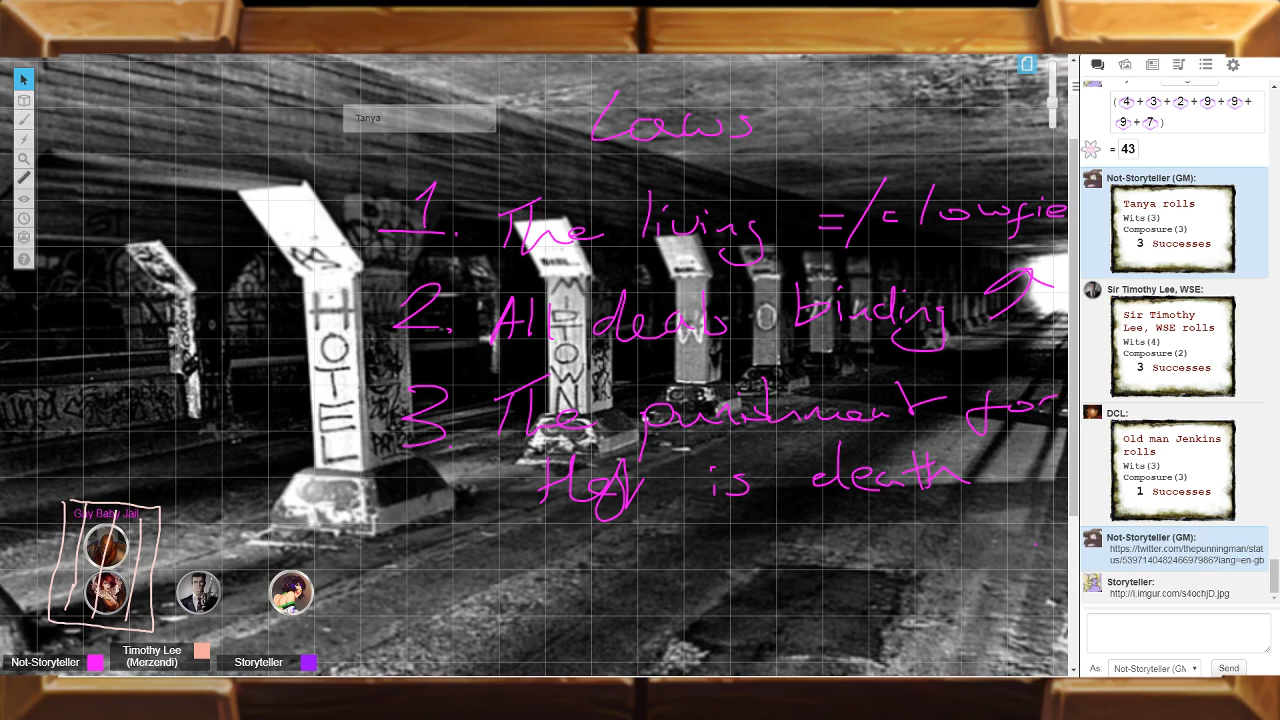 Tanya
Laws
1. The living =/=
2. All deals binding
3. The punishment for
is death
HOTEL
MIDTOWN
Gay Baby Jail
Not-Storyteller
Timothy Lee
(Merzendi)
Storyteller
(4+3+2+9+9+
9+7)
= 43
Not-Storyteller (GM):
Tanya rolls
Wits(3)
Composure(3)
3 Successes
Sir Timothy Lee, WSE:
Sir Timothy
Lee, WSE rolls
Wits(4)
Composure(2)
3 Successes
DCL:
Old man Jenkins
rolls
Wits(3)
Composure(3)
1 Successes
Not-Storyteller (GM):
https://twitter.com/thepunningman/stat
us/539714048246697986?lang=en-gb
Storyteller:
http://i.imgur.com/s4ochjD.jpg
As:
Not-Storyteller (GM
Send